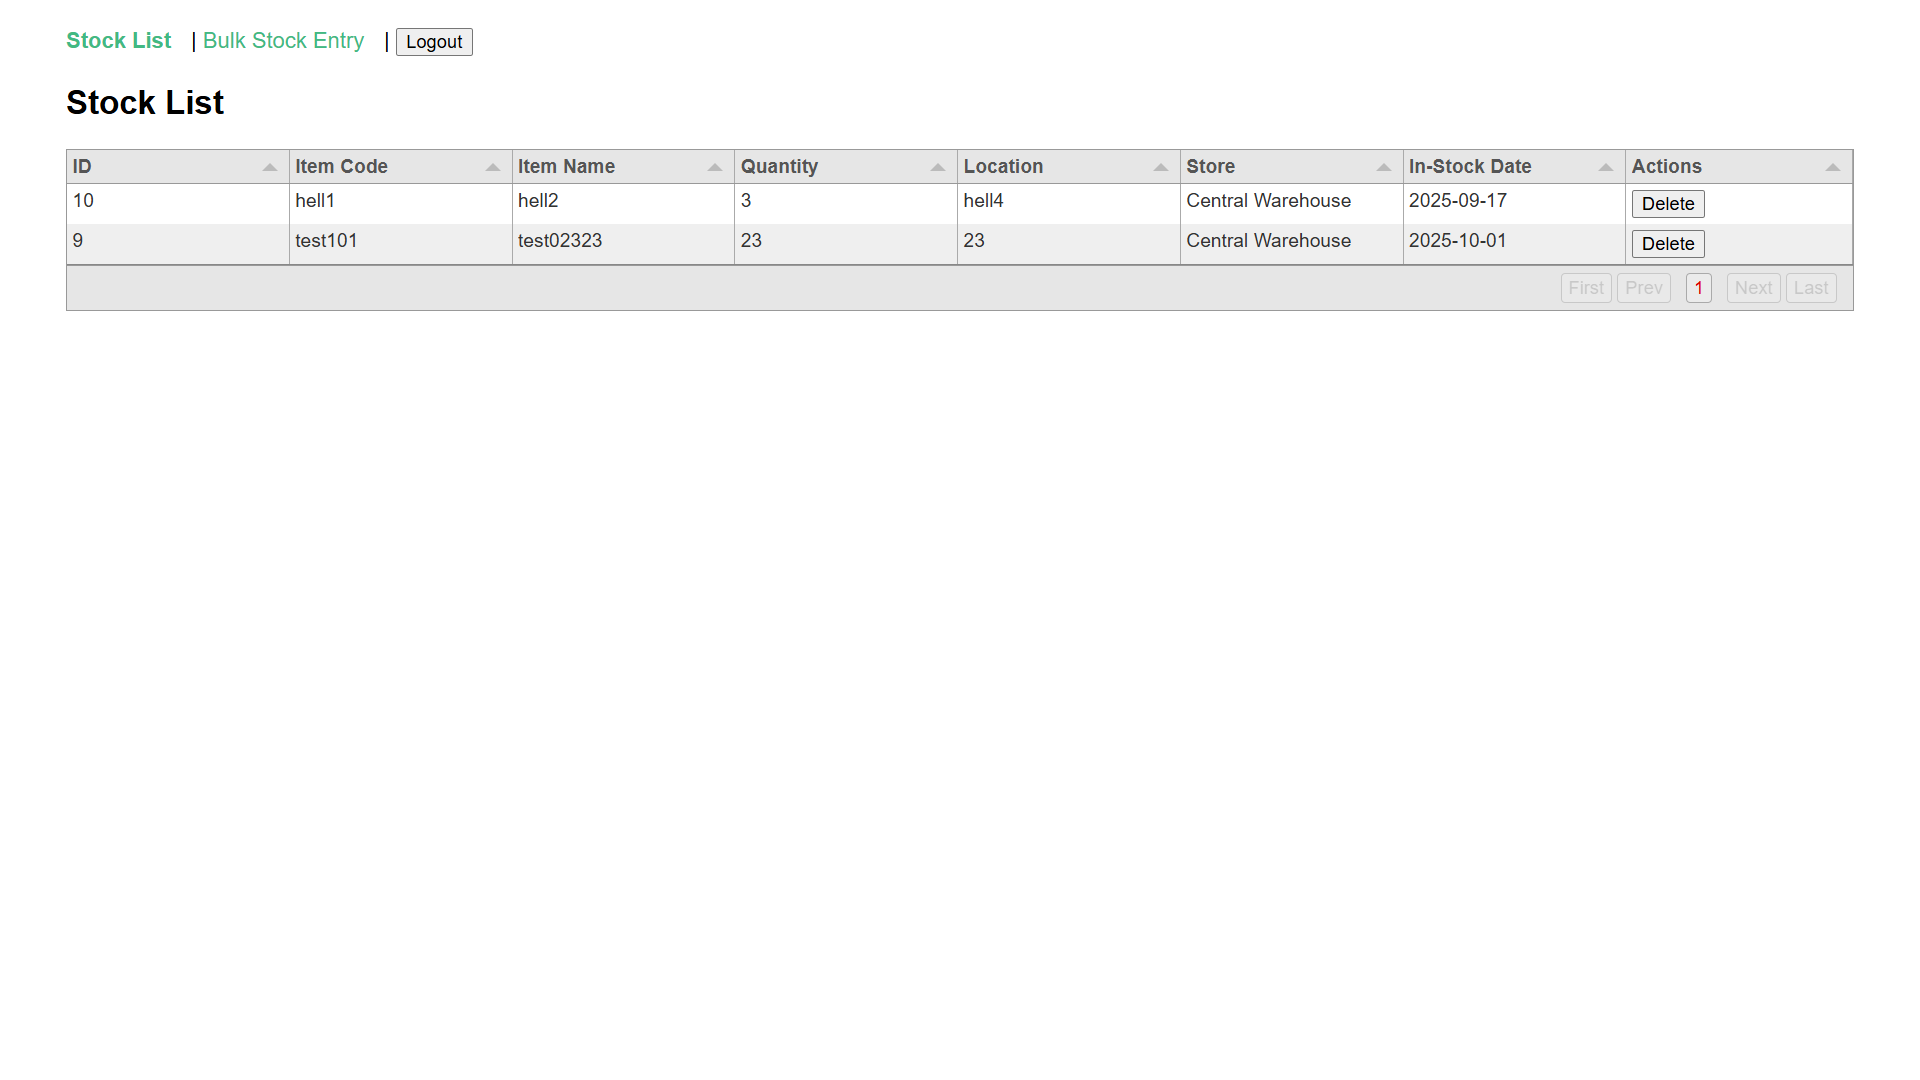 Stock List | Bulk Stock Entry | Logout
Stock List
ID Item Code Item Name Quantity Location Store In-Stock Date Actions
10 hell1 hell2 3 hell4 Central Warehouse 2025-09-17 Delete
9 test101 test02323 23 23 Central Warehouse 2025-10-01 Delete
First Prev 1 Next Last